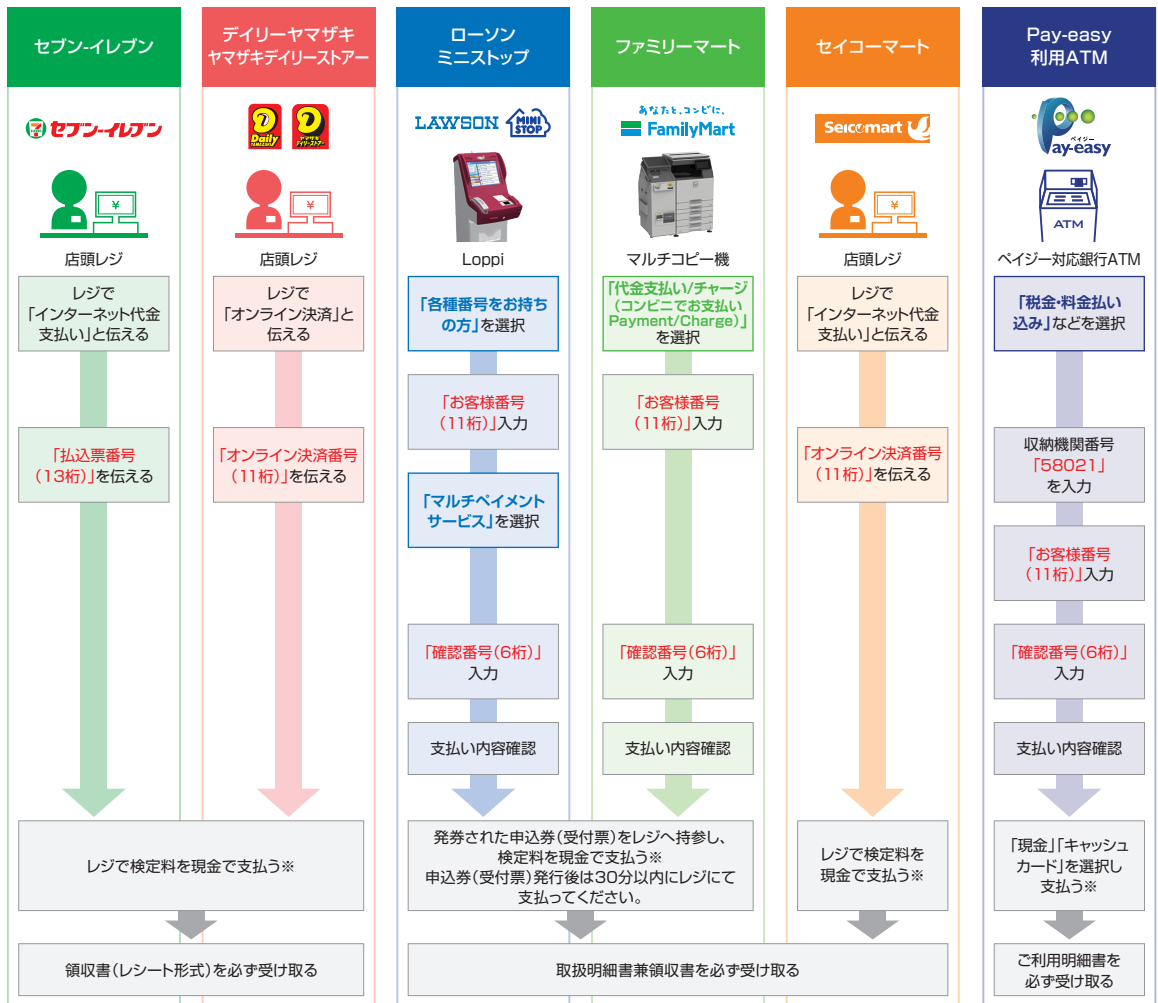 セブン-イレブン
デイリーヤマザキ
ヤマザキデイリーストアー
ローソン
ミニストップ
ファミリーマート
セイコーマート
Pay-easy
利用ATM
セブン-イレブン
Daily
YAMAZAKI
ヤマザキ
デイリーストアー
LAWSON
MINI
STOP
あなたと、コンビに、
FamilyMart
Seicomart
ペイジー
Pay-easy
¥
¥
¥
ATM
店頭レジ
店頭レジ
Loppi
マルチコピー機
店頭レジ
ペイジー対応銀行ATM
レジで
「インターネット代金
支払い」と伝える
レジで
「オンライン決済」と
伝える
「各種番号をお持ち
の方」を選択
「代金支払い/チャージ
(コンビニでお支払い
Payment/Charge)」
を選択
レジで
「インターネット代金
支払い」と伝える
「税金・料金払い
込み」などを選択
「お客様番号
(11桁)」入力
「お客様番号
(11桁)」入力
「払込票番号
(13桁)」を伝える
「オンライン決済番号
(11桁)」を伝える
「マルチペイメント
サービス」を選択
「オンライン決済番号
(11桁)」を伝える
収納機関番号
「58021」
を入力
「お客様番号
(11桁)」入力
「確認番号(6桁)」
入力
「確認番号(6桁)」
入力
「確認番号(6桁)」
入力
支払い内容確認
支払い内容確認
支払い内容確認
レジで検定料を現金で支払う※
発券された申込券(受付票)をレジへ持参し、
検定料を現金で支払う※
申込券(受付票)発行後は30分以内にレジにて
支払ってください。
レジで検定料を
現金で支払う※
「現金」「キャッシュ
カード」を選択し
支払う※
領収書(レシート形式)を必ず受け取る
取扱明細書兼領収書を必ず受け取る
ご利用明細書を
必ず受け取る